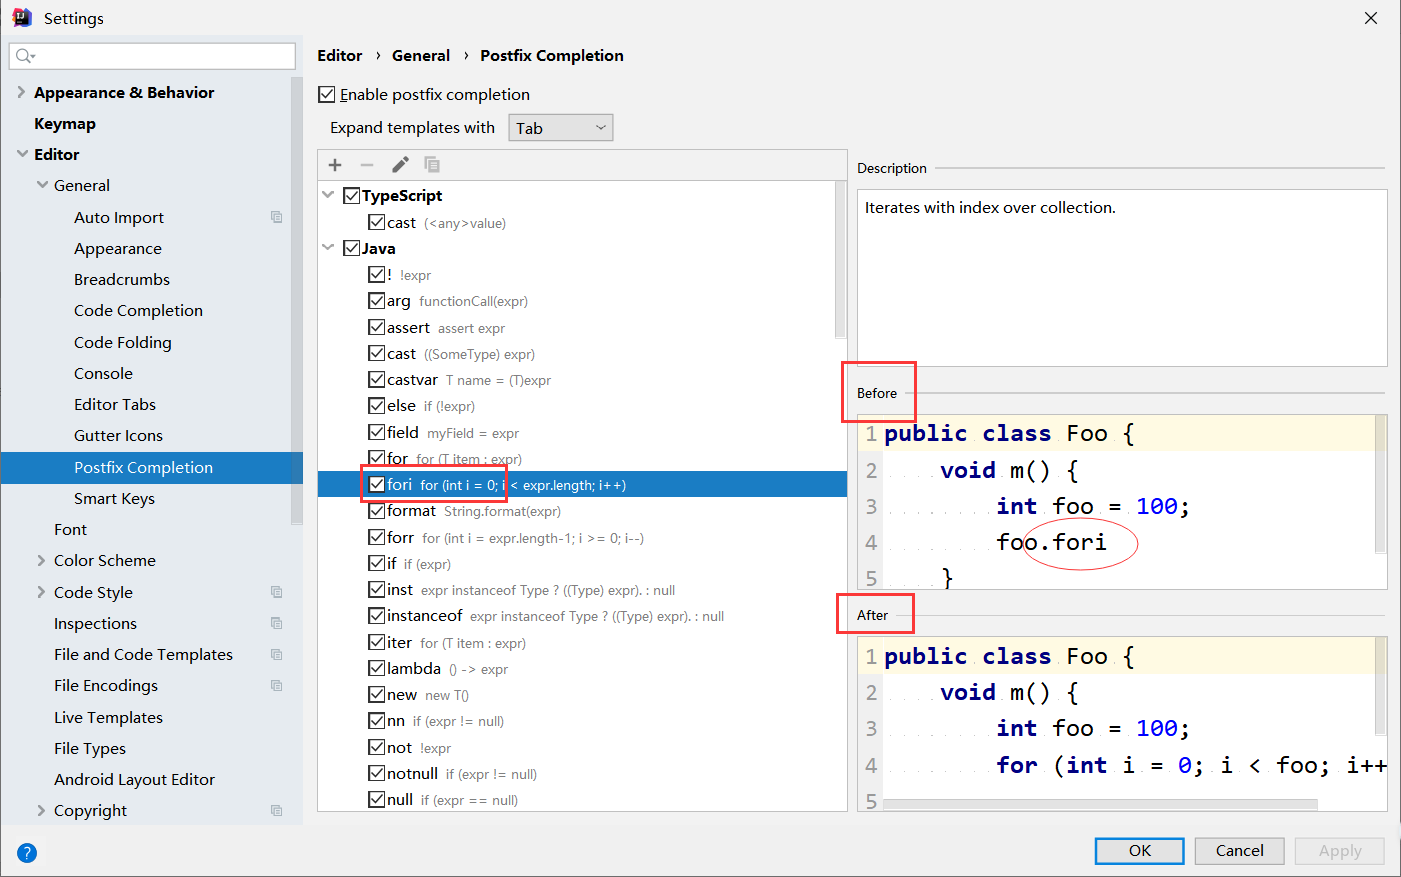 Settings
Appearance & Behavior
Keymap
Editor
General
Auto Import
Appearance
Breadcrumbs
Code Completion
Code Folding
Console
Editor Tabs
Gutter Icons
Postfix Completion
Smart Keys
Font
Color Scheme
Code Style
Inspections
File and Code Templates
File Encodings
Live Templates
File Types
Android Layout Editor
Copyright
?
Editor › General › Postfix Completion
Enable postfix completion
Expand templates with Tab
TypeScript
cast (<any>value)
Java
! !expr
arg functionCall(expr)
assert assert expr
cast ((SomeType) expr)
castvar T name = (T)expr
else if (!expr)
field myField = expr
for for (T item : expr)
fori for (int i = 0; i < expr.length; i++)
format String.format(expr)
forr for (int i = expr.length-1; i >= 0; i--)
if if (expr)
inst expr instanceof Type ? ((Type) expr). : null
instanceof expr instanceof Type ? ((Type) expr). : null
iter for (T item : expr)
lambda () -> expr
new new T()
nn if (expr != null)
not !expr
notnull if (expr != null)
null if (expr == null)
Description
Iterates with index over collection.
Before
1 public class Foo {
2 void m() {
3 int foo = 100;
4 foo.fori
5 }
After
1 public class Foo {
2 void m() {
3 int foo = 100;
4 for (int i = 0; i < foo; i++
5
OK Cancel Apply